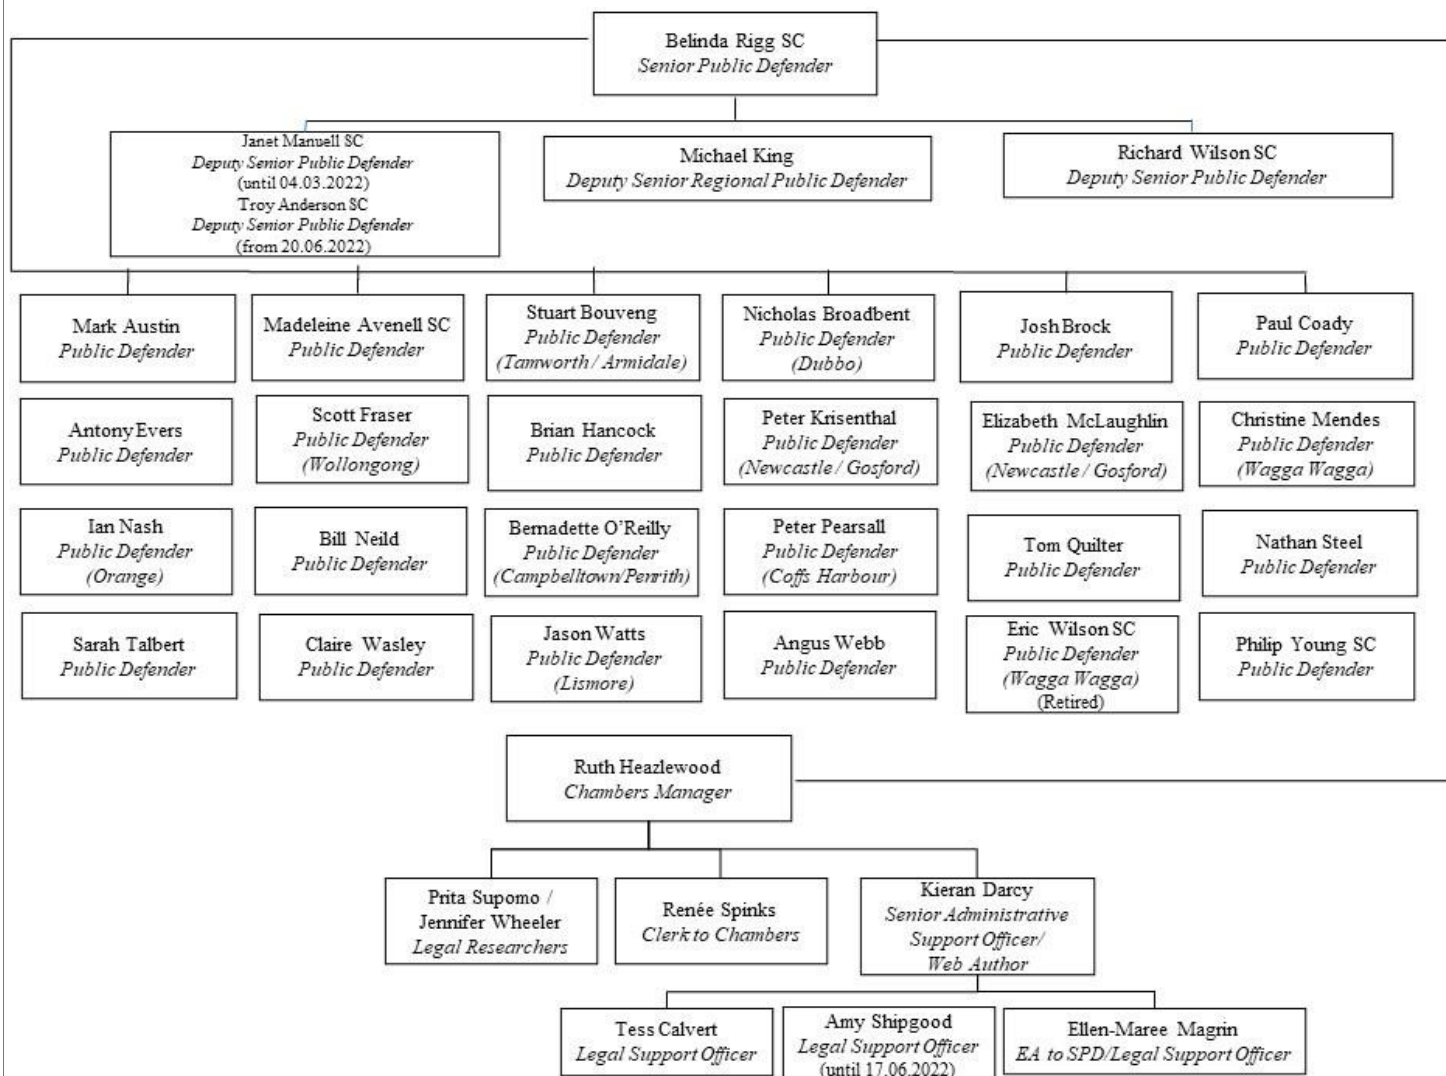 Belinda Rigg SC
Senior Public Defender
Janet Manuell SC
Deputy Senior Public Defender
(until 04.03.2022)
Troy Anderson SC
Deputy Senior Public Defender
(from 20.06.2022)
Michael King
Deputy Senior Regional Public Defender
Richard Wilson SC
Deputy Senior Public Defender
Mark Austin
Public Defender
Madeleine Avenell SC
Public Defender
Stuart Bouveng
Public Defender
(Tamworth / Armidale)
Nicholas Broadbent
Public Defender
(Dubbo)
Josh Brock
Public Defender
Paul Coady
Public Defender
Antony Evers
Public Defender
Scott Fraser
Public Defender
(Wollongong)
Brian Hancock
Public Defender
Peter Krisenthal
Public Defender
(Newcastle / Gosford)
Elizabeth McLaughlin
Public Defender
(Newcastle / Gosford)
Christine Mendes
Public Defender
(Wagga Wagga)
Ian Nash
Public Defender
(Orange)
Bill Neild
Public Defender
Bernadette O'Reilly
Public Defender
(Campbelltown/Penrith)
Peter Pearsall
Public Defender
(Coffs Harbour)
Tom Quilter
Public Defender
Nathan Steel
Public Defender
Sarah Talbert
Public Defender
Claire Wasley
Public Defender
Jason Watts
Public Defender
(Lismore)
Angus Webb
Public Defender
Eric Wilson SC
Public Defender
(Wagga Wagga)
(Retired)
Philip Young SC
Public Defender
Ruth Heazlewood
Chambers Manager
Prita Supomo /
Jennifer Wheeler
Legal Researchers
Renée Spinks
Clerk to Chambers
Kieran Darcy
Senior Administrative
Support Officer/
Web Author
Tess Calvert
Legal Support Officer
Amy Shipgood
Legal Support Officer
(until 17.06.2022)
Ellen-Maree Magrin
EA to SPD/Legal Support Officer